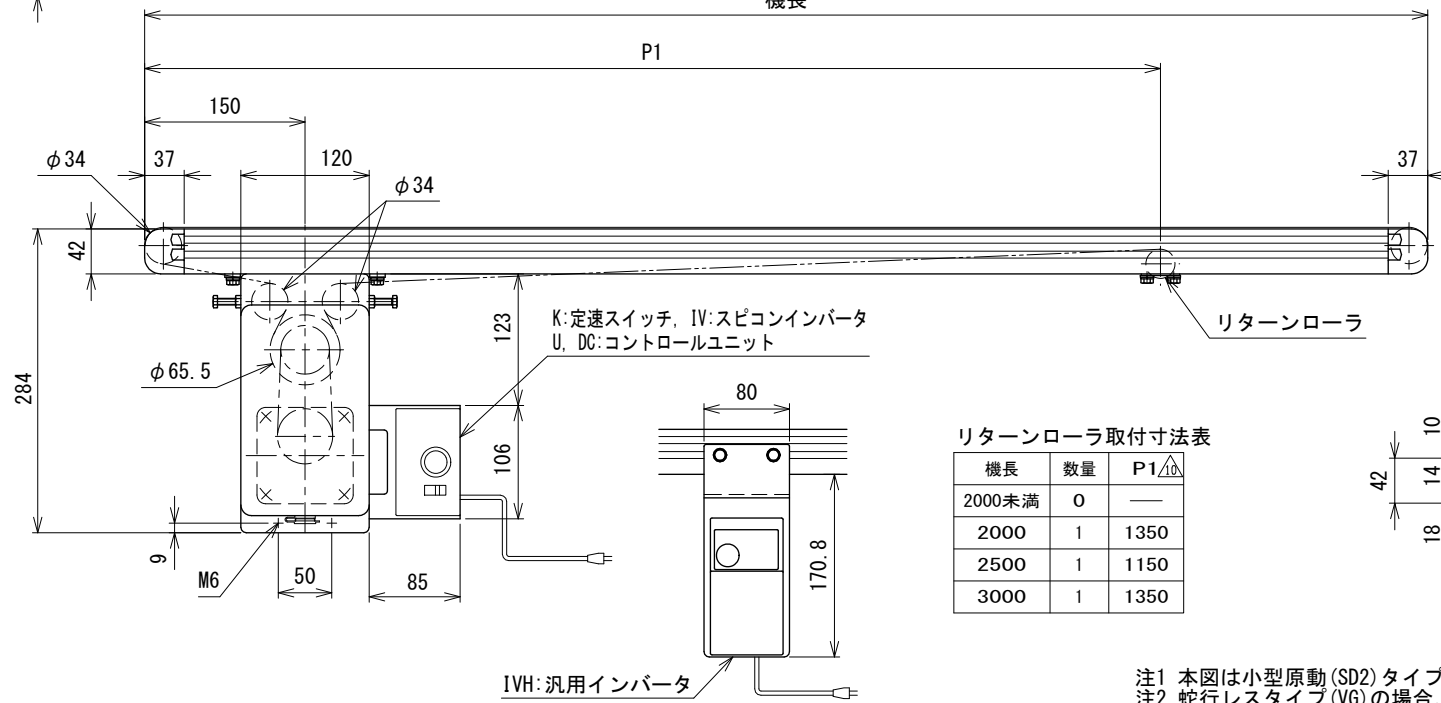 機長
P1
150
φ34
37
120
φ34
37
42
284
123
K:定速スイッチ, IV:スピコンインバータ
U, DC:コントロールユニット
リターンローラ
φ65.5
80
106
170.8
9
M6
50
85
IVH:汎用インバータ
リターンローラ取付寸法表
機長 数量 P1 10
2000未満 0 —
2000 1 1350
2500 1 1150
3000 1 1350
10
42
14
18
注1 本図は小型原動(SD2)タイプ
注2 蛇行レスタイプ(VG)の場合